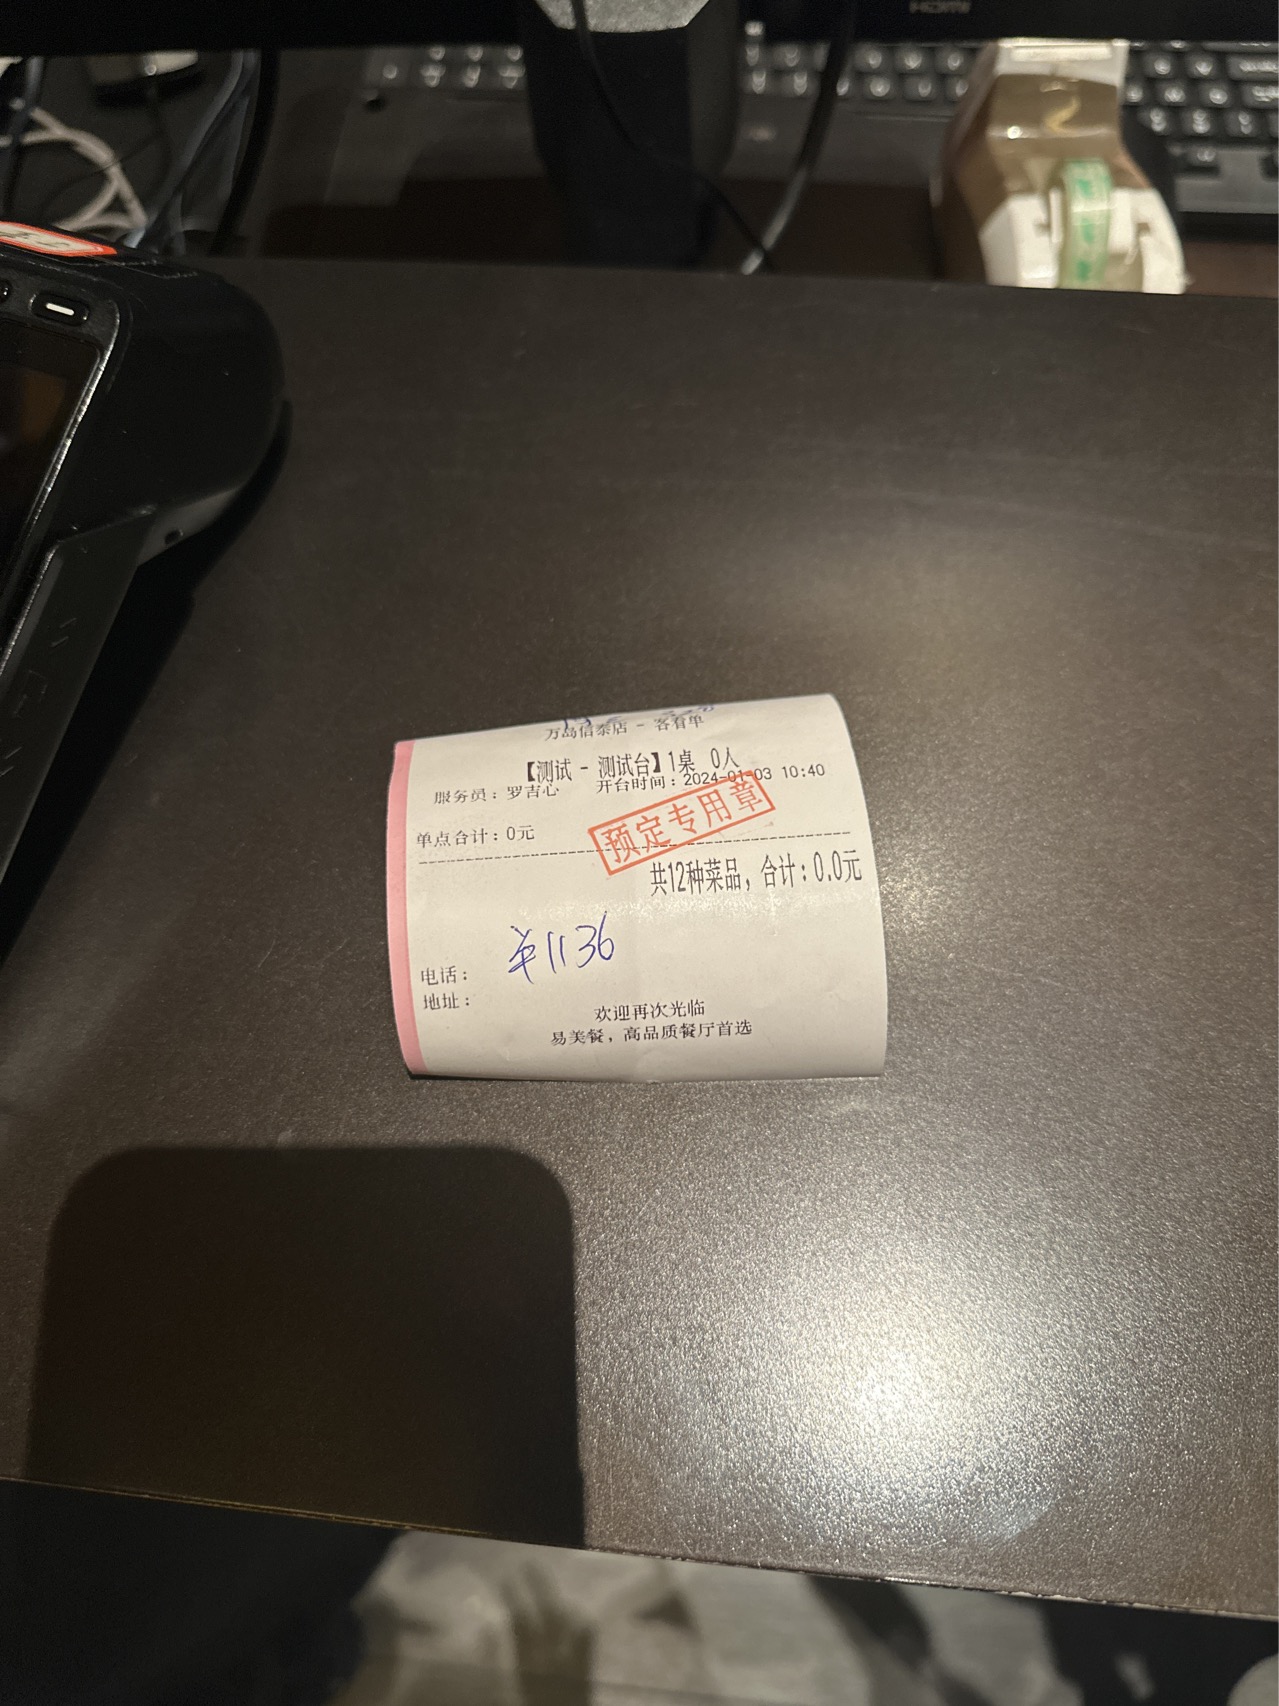 HDMI
万岛信泰店 - 客看单
【测试 - 测试台】1桌 0人
服务员：罗吉心 开台时间：2024-01-03 10:40
单点合计：0元
预定专用章
共12种菜品，合计：0.0元
¥1136
电话：
地址：
欢迎再次光临
易美餐，高品质餐厅首选